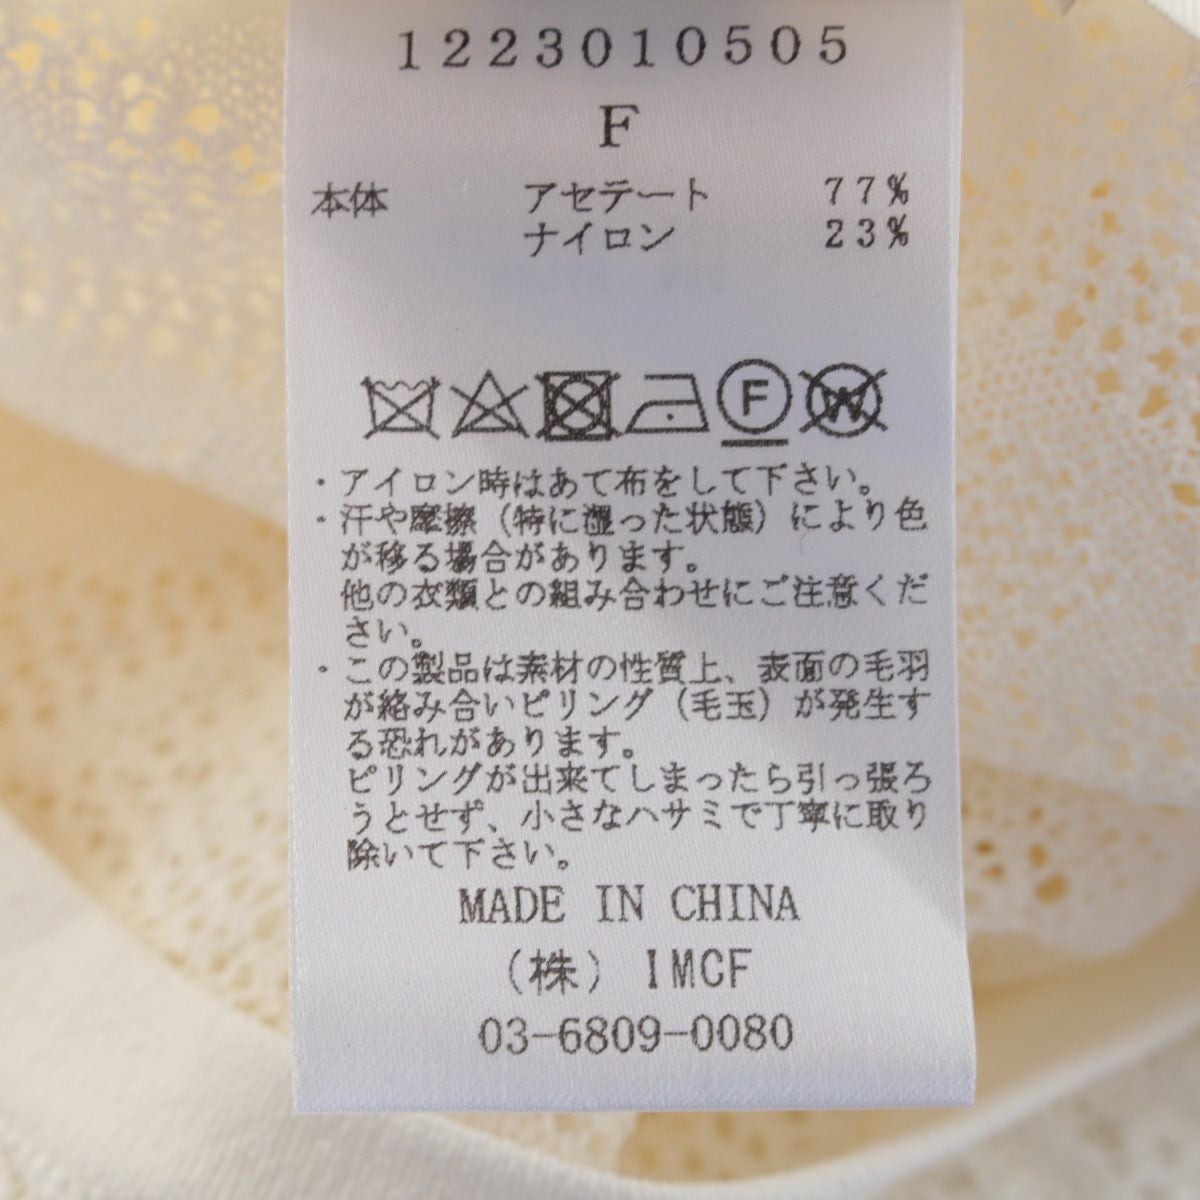 1223010505
F
本体 アセテート 77%
ナイロン 23%
F W
・アイロン時はあて布をして下さい。
・汗や摩擦（特に湿った状態）により色
が移る場合があります。
他の衣類との組み合わせにご注意くだ
さい。
・この製品は素材の性質上、表面の毛羽
が絡み合いピリング（毛玉）が発生す
る恐れがあります。
ピリングが出来てしまったら引っ張ろ
うとせず、小さなハサミで丁寧に取り
除いて下さい。
MADE IN CHINA
（株）IMCF
03-6809-0080